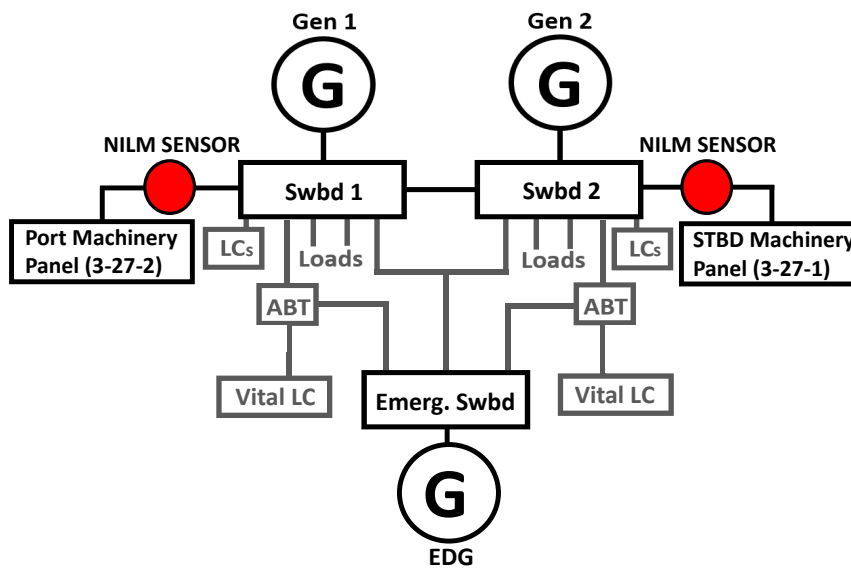 Gen 1
Gen 2
G
G
NILM SENSOR
NILM SENSOR
Swbd 1
Swbd 2
Port Machinery
Panel (3-27-2)
LCs
Loads
Loads
LCs
STBD Machinery
Panel (3-27-1)
ABT
ABT
Vital LC
Emerg. Swbd
Vital LC
G
EDG